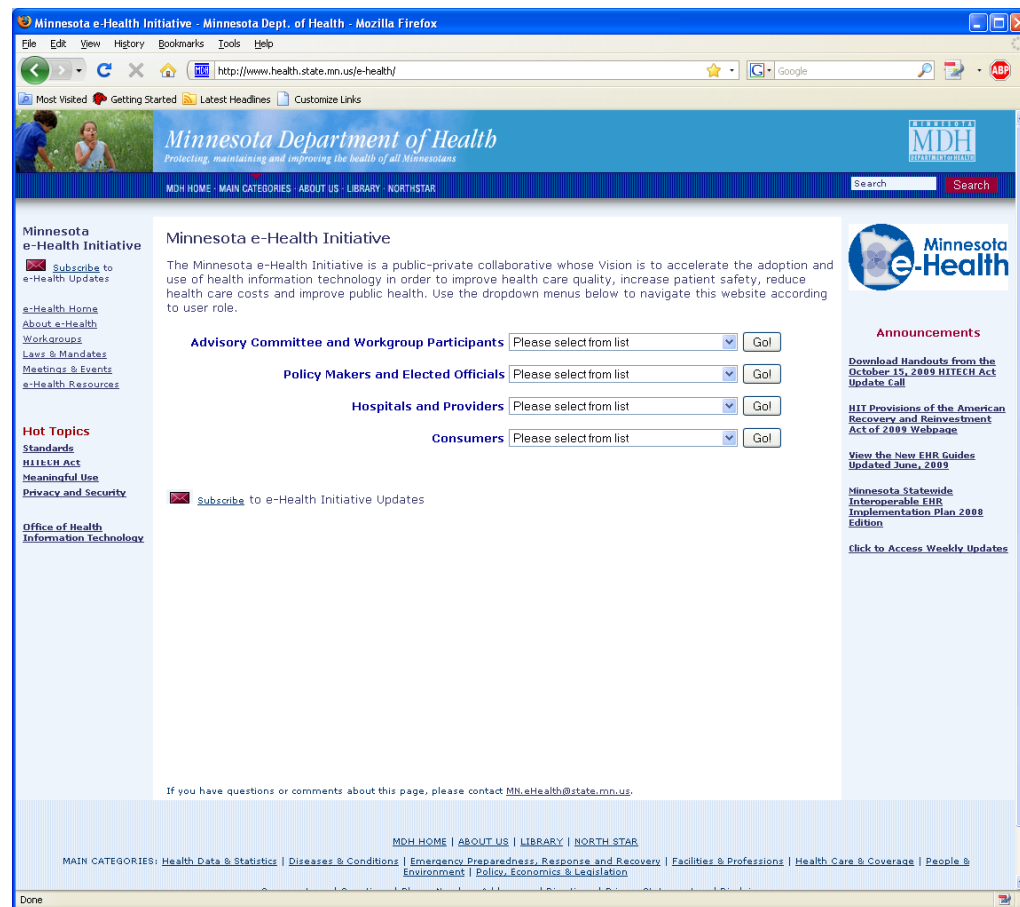 Minnesota e-Health Initiative - Minnesota Dept. of Health - Mozilla Firefox
File Edit View History Bookmarks Tools Help
http://www.health.state.mn.us/e-health/
Google
ABP
Most Visited Getting Started Latest Headlines Customize Links
Minnesota Department of Health
Protecting, maintaining and improving the health of all Minnesotans
MINNESOTA
MDH
DEPARTMENT of HEALTH
MDH HOME · MAIN CATEGORIES · ABOUT US · LIBRARY · NORTHSTAR
Search Search
Minnesota
e-Health Initiative
Subscribe to
e-Health Updates
e-Health Home
About e-Health
Workgroups
Laws & Mandates
Meetings & Events
e-Health Resources
Hot Topics
Standards
HITECH Act
Meaningful Use
Privacy and Security
Office of Health
Information Technology
Minnesota e-Health Initiative
The Minnesota e-Health Initiative is a public-private collaborative whose Vision is to accelerate the adoption and
use of health information technology in order to improve health care quality, increase patient safety, reduce
health care costs and improve public health. Use the dropdown menus below to navigate this website according
to user role.
Advisory Committee and Workgroup Participants Please select from list Go!
Policy Makers and Elected Officials Please select from list Go!
Hospitals and Providers Please select from list Go!
Consumers Please select from list Go!
Subscribe to e-Health Initiative Updates
If you have questions or comments about this page, please contact MN.eHealth@state.mn.us.
Minnesota
e-Health
Announcements
Download Handouts from the
October 15, 2009 HITECH Act
Update Call
HIT Provisions of the American
Recovery and Reinvestment
Act of 2009 Webpage
View the New EHR Guides
Updated June, 2009
Minnesota Statewide
Interoperable EHR
Implementation Plan 2008
Edition
Click to Access Weekly Updates
MDH HOME | ABOUT US | LIBRARY | NORTH STAR
MAIN CATEGORIES: Health Data & Statistics | Diseases & Conditions | Emergency Preparedness, Response and Recovery | Facilities & Professions | Health Care & Coverage | People &
Environment | Policy, Economics & Legislation
Done